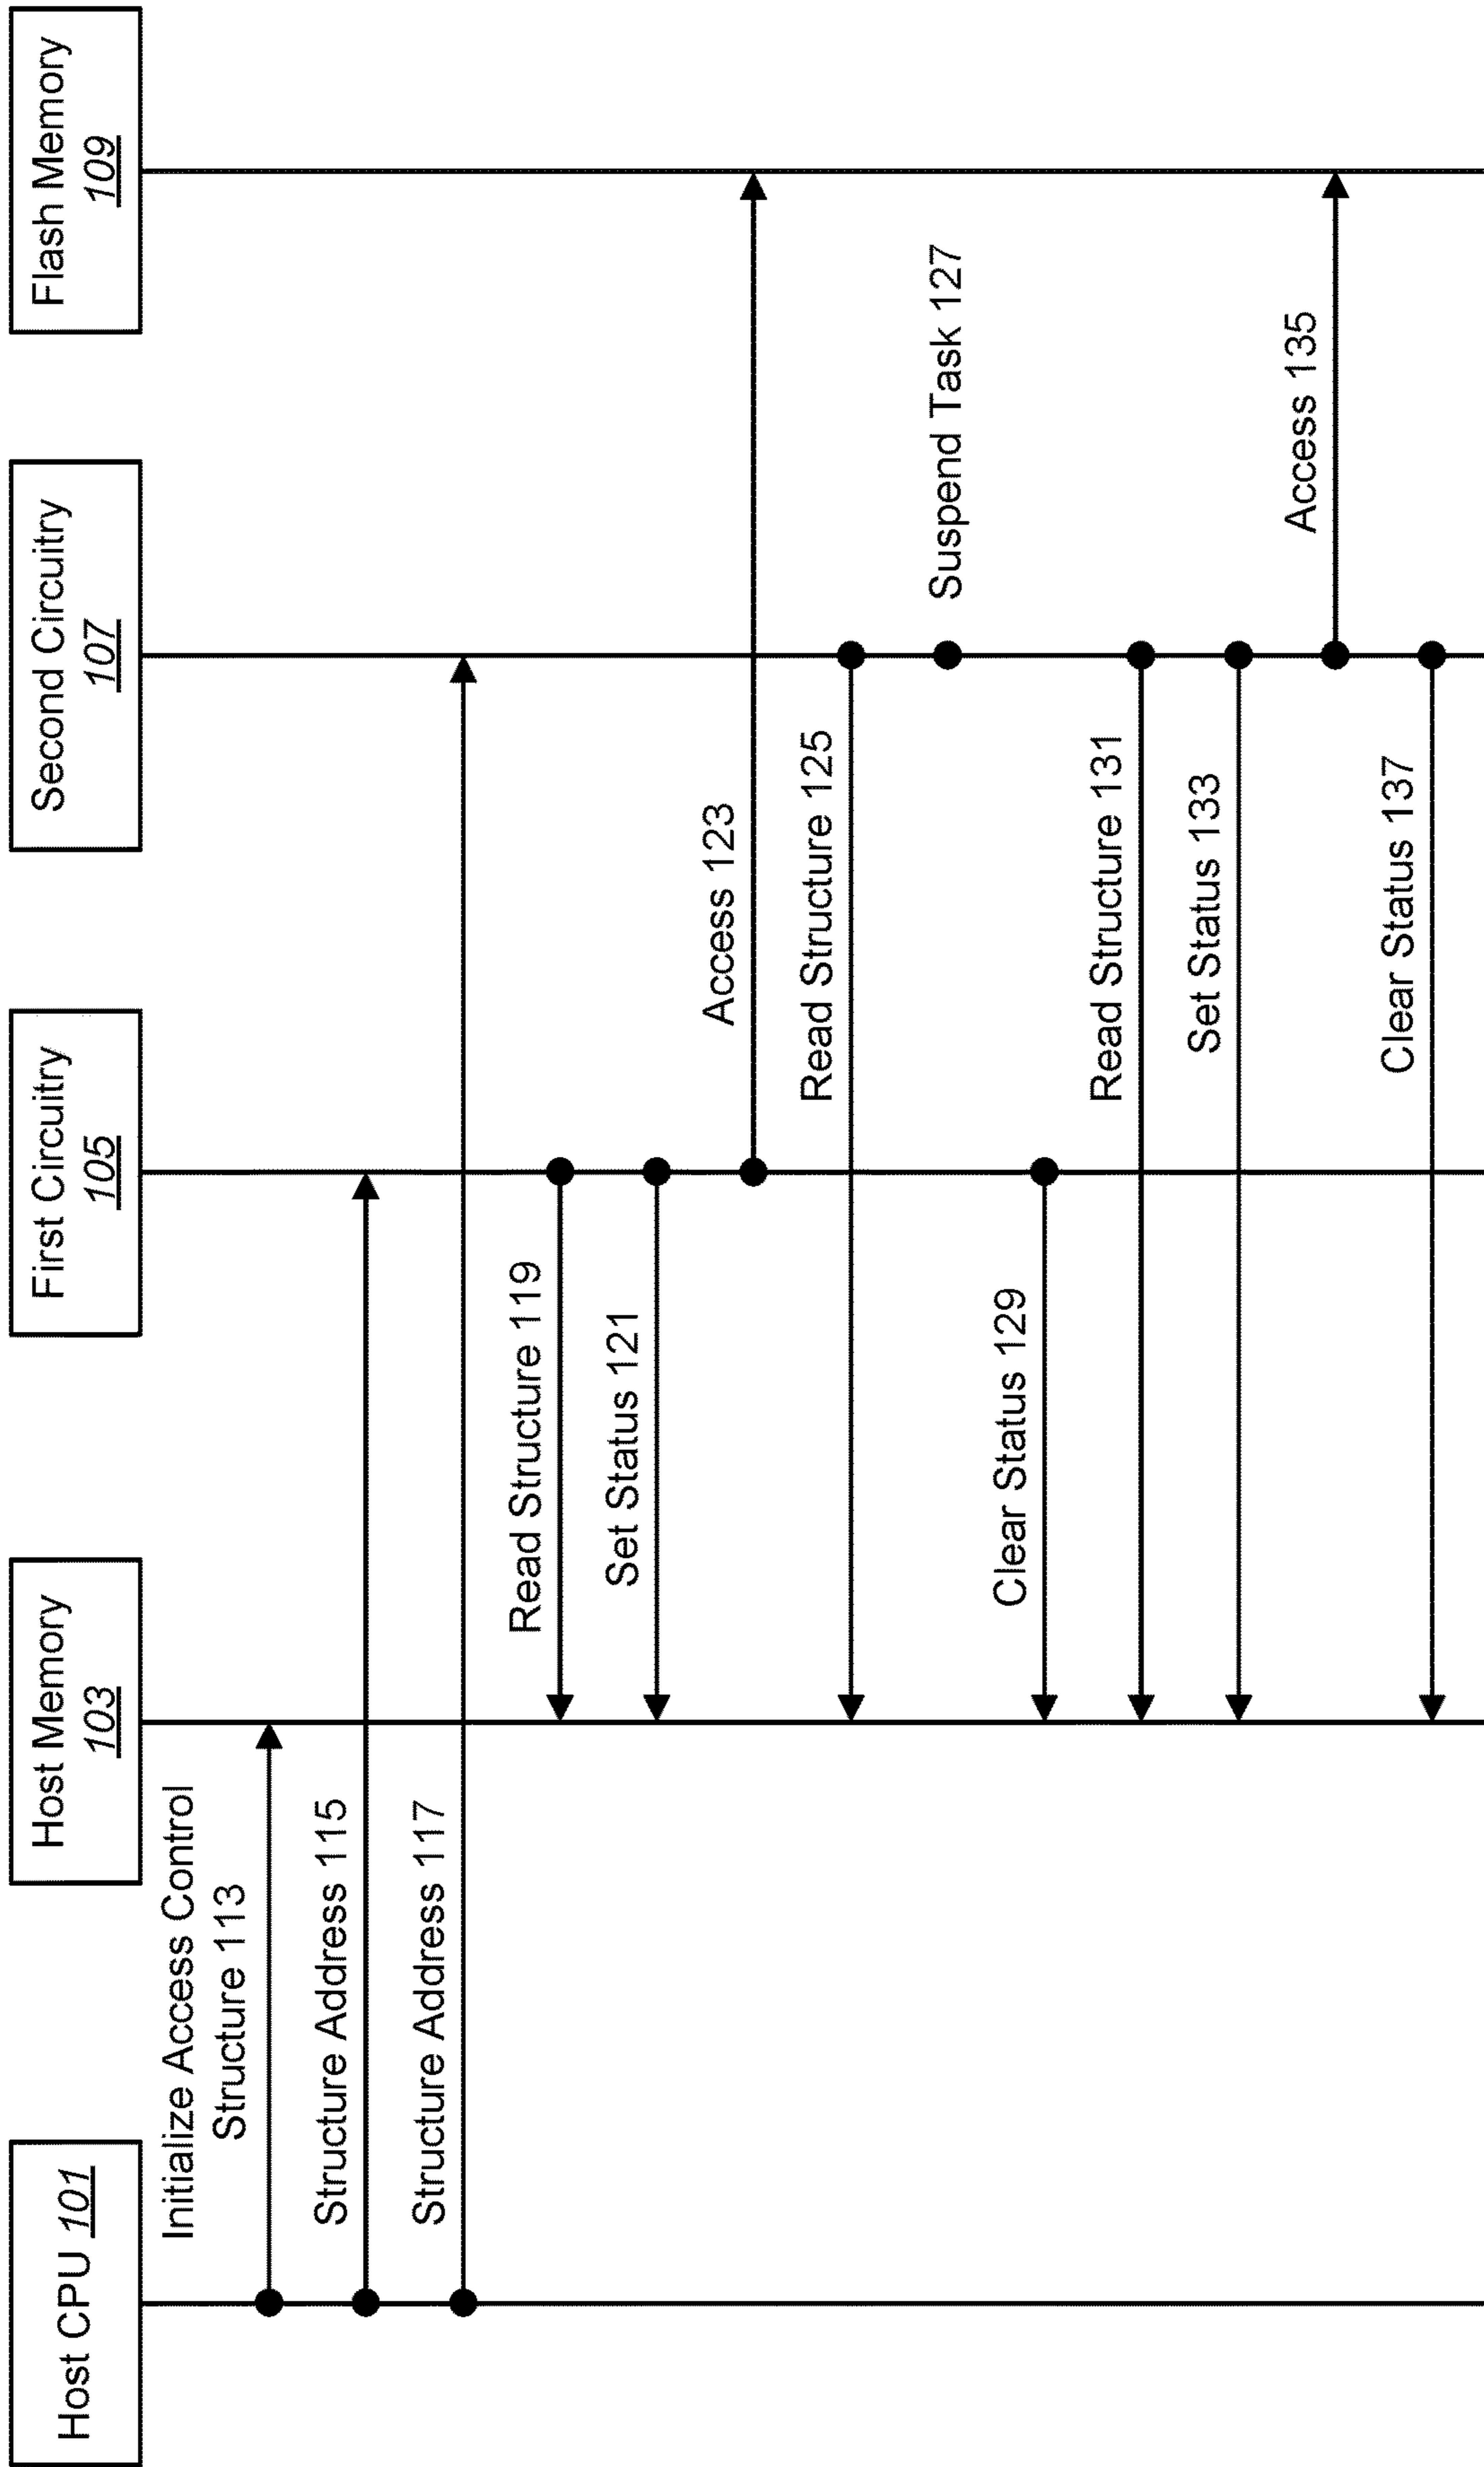 Host CPU 101
Host Memory
103
First Circuitry
105
Second Circuitry
107
Flash Memory
109
Initialize Access Control
Structure 113
Structure Address 115
Structure Address 117
Read Structure 119
Set Status 121
Access 123
Read Structure 125
Suspend Task 127
Clear Status 129
Read Structure 131
Set Status 133
Access 135
Clear Status 137